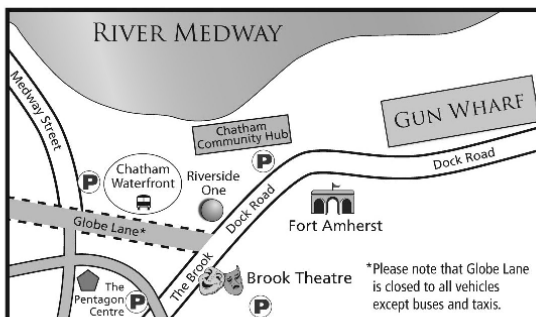 RIVER MEDWAY
Medway Street
Chatham
Community Hub
GUN WHARF
P
P
Chatham
Waterfront
Riverside
One
Dock Road
Dock Road
Fort Amherst
Globe Lane*
The Brook
The
Pentagon
Centre
P
Brook Theatre
P
*Please note that Globe Lane
is closed to all vehicles
except buses and taxis.